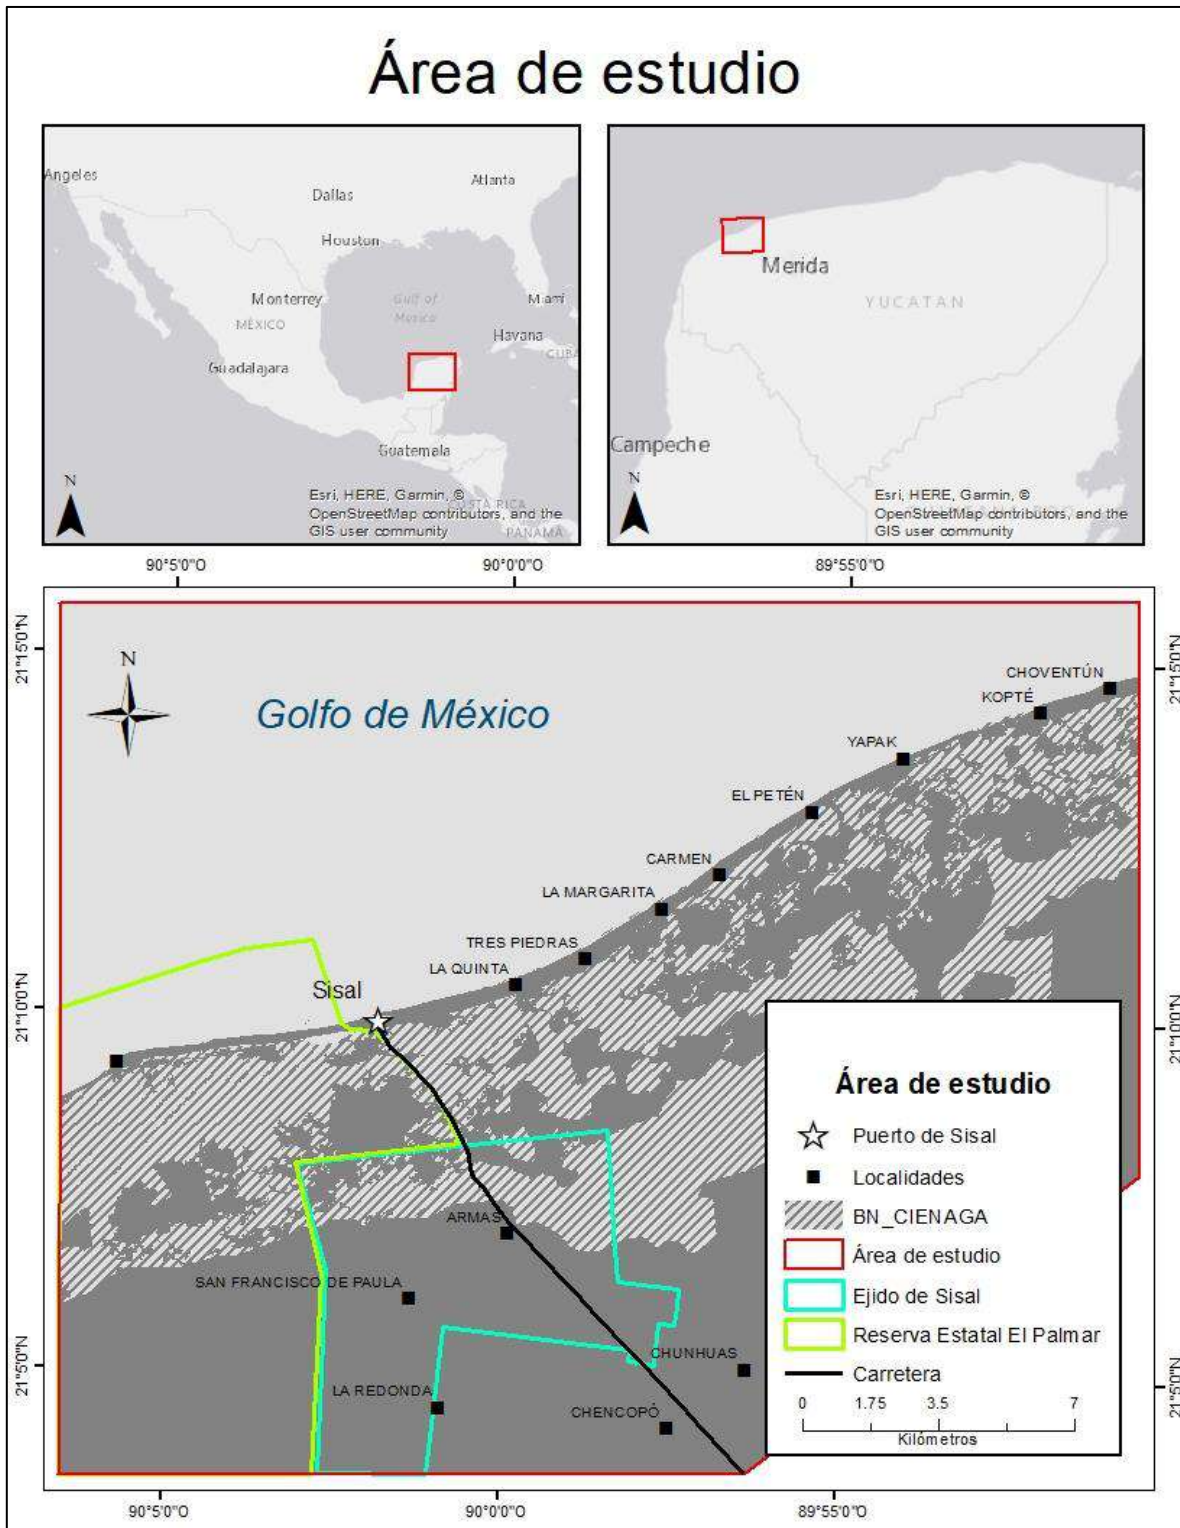 Área de estudio
Angeles
Dallas
Atlanta
Houston
Monterrey
MÉXICO
Gulf of
Mexico
Miami
Havana
CUBA
Guadalajara
Guatemala
COSTA RICA
PANAMA
N
Esri, HERE, Garmin, ©
OpenStreetMap contributors, and the
GIS user community
Merida
YUCATAN
Campeche
N
Esri, HERE, Garmin, ©
OpenStreetMap contributors, and the
GIS user community
90°5'0"O
90°0'0"O
89°55'0"O
21°15'0"N
21°15'0"N
N
Golfo de México
CHOVENTÚN
KOPTÉ
YAPAK
EL PETÉN
CARMEN
LA MARGARITA
TRES PIEDRAS
LA QUINTA
Sisal
21°10'0"N
21°10'0"N
ARMAS
SAN FRANCISCO DE PAULA
CHUNHUAS
LA REDONDA
CHENCOPÓ
21°5'0"N
21°5'0"N
Área de estudio
Puerto de Sisal
Localidades
BN_CIENAGA
Área de estudio
Ejido de Sisal
Reserva Estatal El Palmar
Carretera
0 1.75 3.5 7
Kilómetros
90°5'0"O
90°0'0"O
89°55'0"O